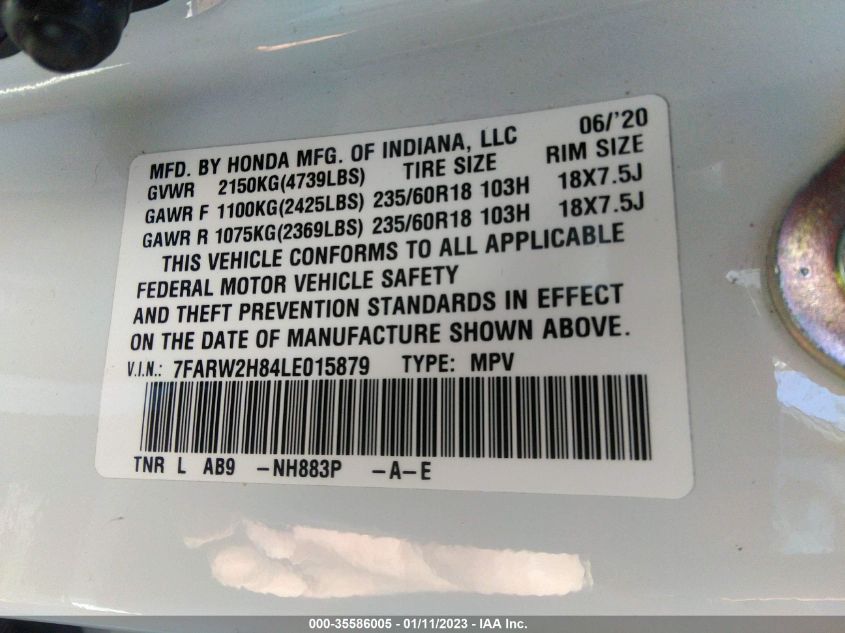 MFD. BY HONDA MFG. OF INDIANA, LLC 06/'20
GVWR 2150KG(4739LBS) TIRE SIZE RIM SIZE
GAWR F 1100KG(2425LBS) 235/60R18 103H 18X7.5J
GAWR R 1075KG(2369LBS) 235/60R18 103H 18X7.5J
THIS VEHICLE CONFORMS TO ALL APPLICABLE
FEDERAL MOTOR VEHICLE SAFETY
AND THEFT PREVENTION STANDARDS IN EFFECT
ON THE DATE OF MANUFACTURE SHOWN ABOVE.
V.I.N.: 7FARW2H84LE015879 TYPE: MPV
TNR L AB9 -NH883P -A-E
000-35586005 - 01/11/2023 - IAA Inc.